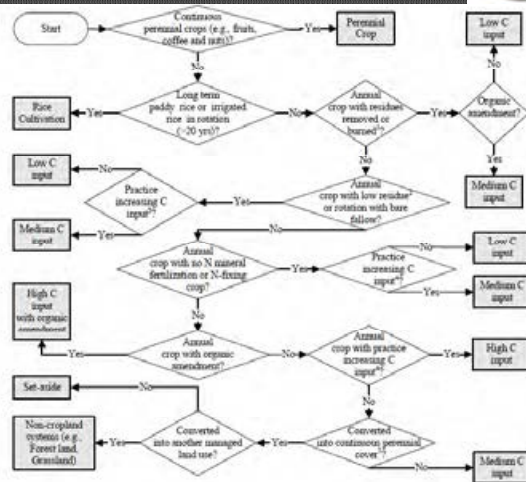 Start
Continuous
perennial crops (e.g., fruits,
coffee and nuts)?
Yes
Perennial
Crop
Low C
input
No
No
Rice
Cultivation
Yes
Long term
paddy rice or irrigated
rice in rotation
(~20 yrs)?
No
Annual
crop with residues
removed or
burned
?
Yes
Organic
amendment?
Yes
Medium C
input
Low C
input
No
Practice
increasing C
input
?
Yes
Medium C
input
Yes
No
Annual
crop with low residue
or rotation with bare
fallow?
No
Annual
crop with no N mineral
fertilization or N-fixing
crop?
Yes
Practice
increasing C
input
?
No
Low C
input
Yes
Medium C
input
High C
input
with organic
amendment
No
Yes
Annual
crop with organic
amendment?
No
Annual
crop with practice
increasing C
input
?
Yes
High C
input
Set-aside
No
No
Non-cropland
systems (e.g.,
Forest land,
Grassland)
Yes
Converted
into another managed
land use?
Yes
Converted
into continuous perennial
cover
?
No
Medium C
input